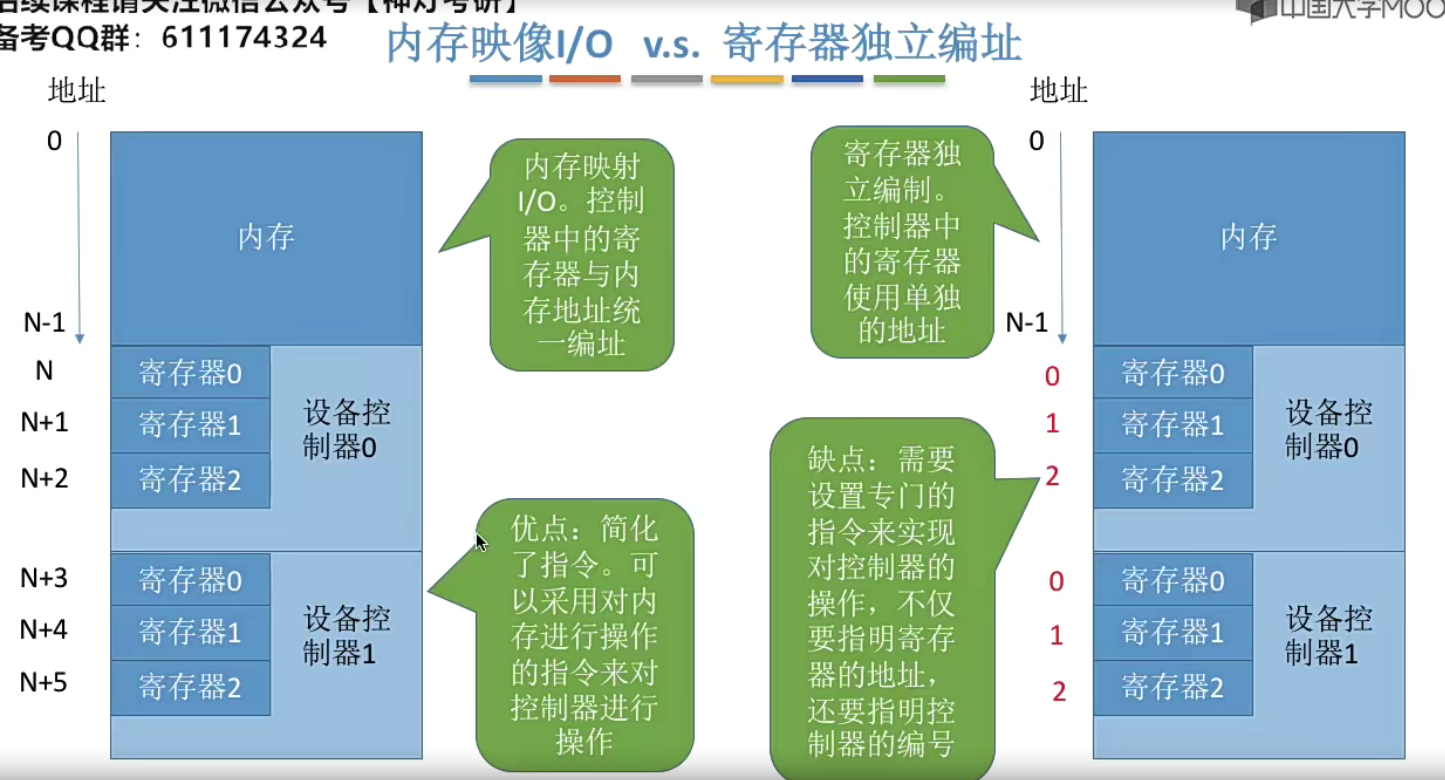 后续课程请关注微信公众号【神灯考研】
备考QQ群：611174324
中国大学MOO
内存映像I/O v.s. 寄存器独立编址
地址
0
N-1
N
N+1
N+2
N+3
N+4
N+5
内存
寄存器0
寄存器1
寄存器2
设备控
制器0
寄存器0
寄存器1
寄存器2
设备控
制器1
内存映射
I/O。控制
器中的寄
存器与内
存地址统
一编址
优点：简化
了指令。可
以采用对内
存进行操作
的指令来对
控制器进行
操作
寄存器独
立编制。
控制器中
的寄存器
使用单独
的地址
缺点：需要
设置专门的
指令来实现
对控制器的
操作，不仅
要指明寄存
器的地址，
还要指明控
制器的编号
地址
0
N-1
0
1
2
0
1
2
内存
寄存器0
寄存器1
寄存器2
设备控
制器0
寄存器0
寄存器1
寄存器2
设备控
制器1